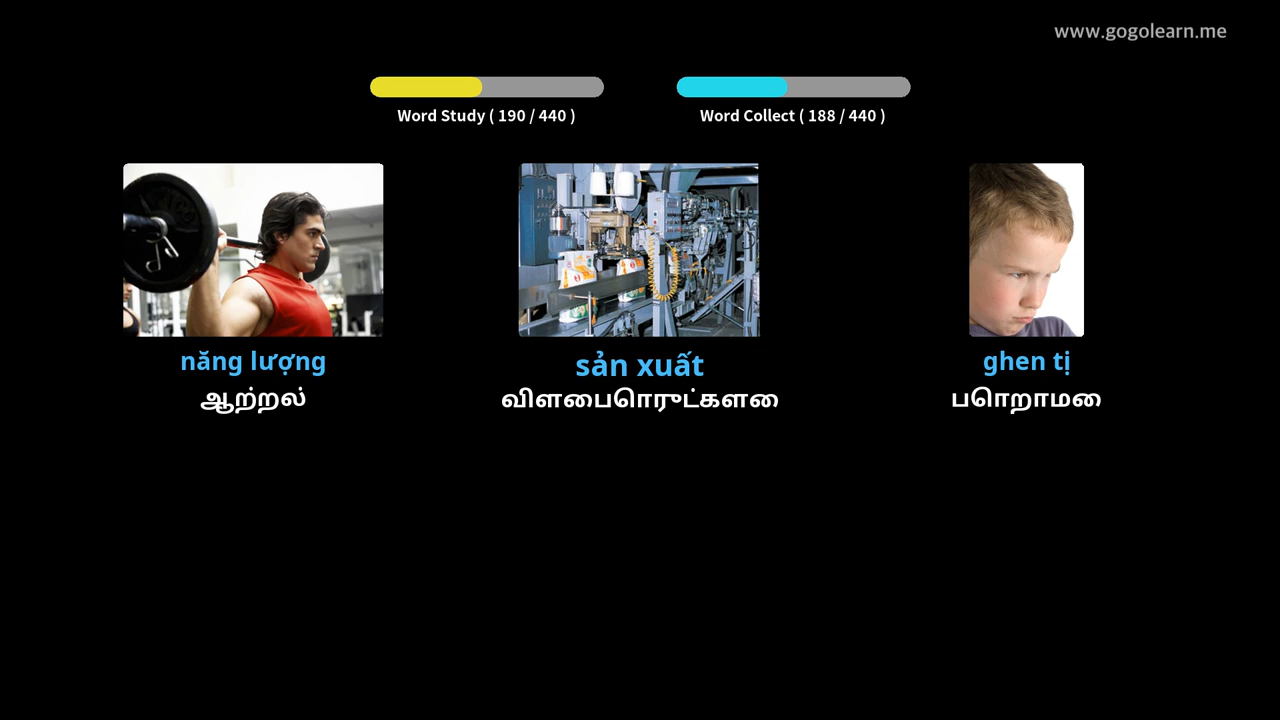 www.gogolearn.me
Word Study ( 190 / 440 )
Word Collect ( 188 / 440 )
năng lượng
sản xuất
ghen tị
ஆற்றல்
விளைபொருட்களை
பொறாமை